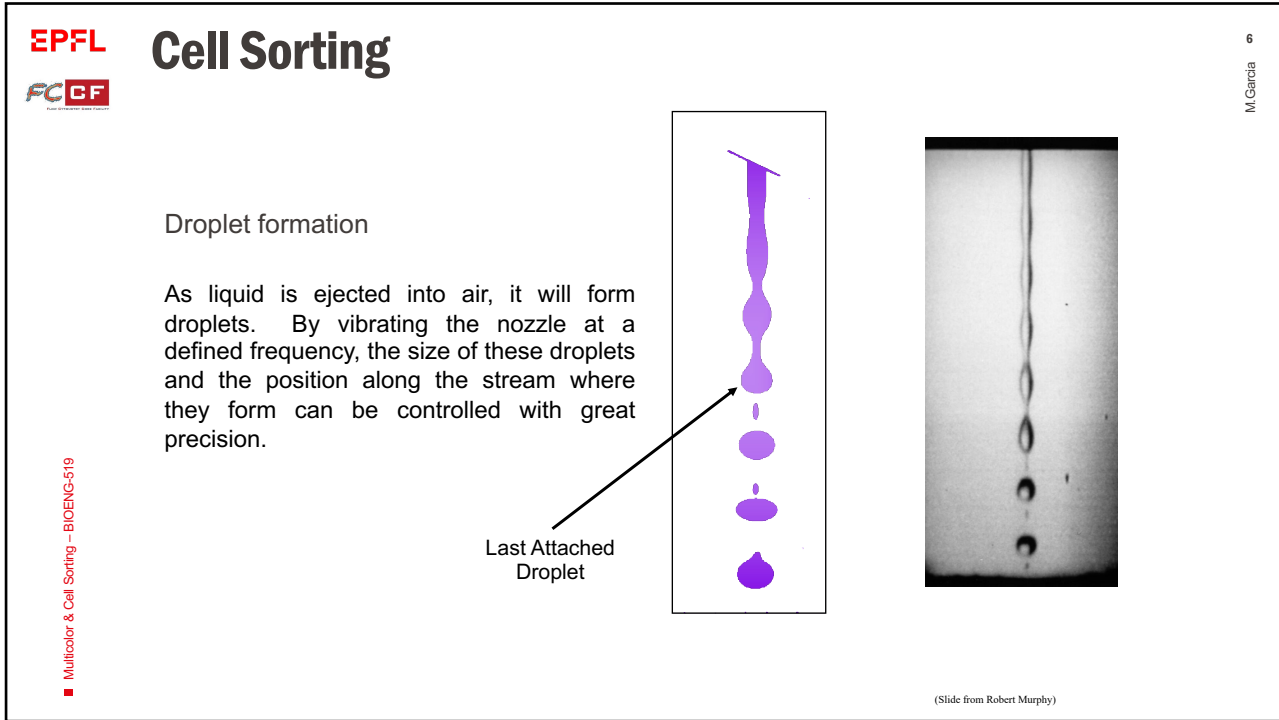 EPFL
Cell Sorting
6
M.Garcia
FCCF
Droplet formation
As liquid is ejected into air, it will form
droplets. By vibrating the nozzle at a
defined frequency, the size of these droplets
and the position along the stream where
they form can be controlled with great
precision.
Last Attached
Droplet
Multicolor & Cell Sorting – BIOENG-519
(Slide from Robert Murphy)